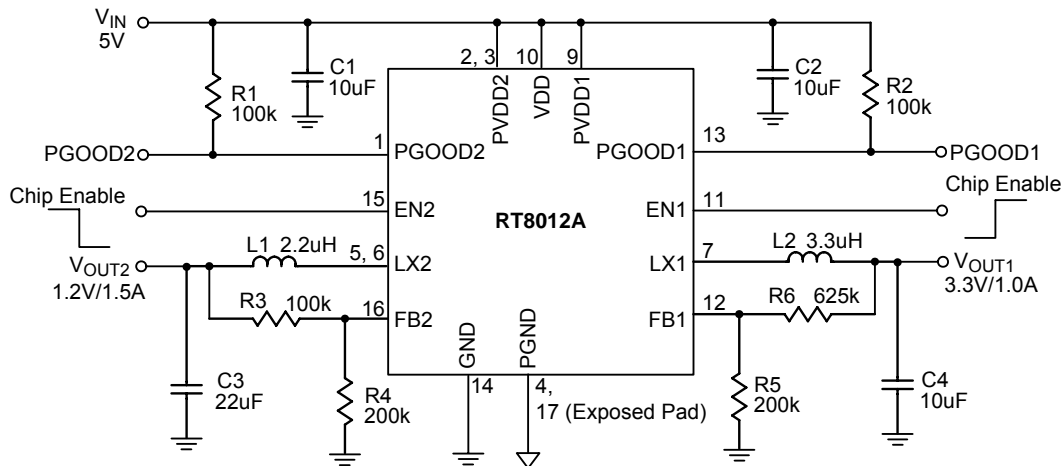 VIN
5V
2, 3
10
9
C1
10uF
C2
10uF
R1
100k
R2
100k
PVDD2
VDD
PVDD1
1
13
PGOOD2
PGOOD2
PGOOD1
PGOOD1
Chip Enable
15
EN2
RT8012A
EN1
11
Chip Enable
L1 2.2uH
5, 6
LX2
LX1
7
L2 3.3uH
VOUT2
1.2V/1.5A
VOUT1
3.3V/1.0A
R3 100k
16
FB2
FB1
12
R6 625k
GND
PGND
C3
22uF
R4
200k
14
4,
17 (Exposed Pad)
R5
200k
C4
10uF